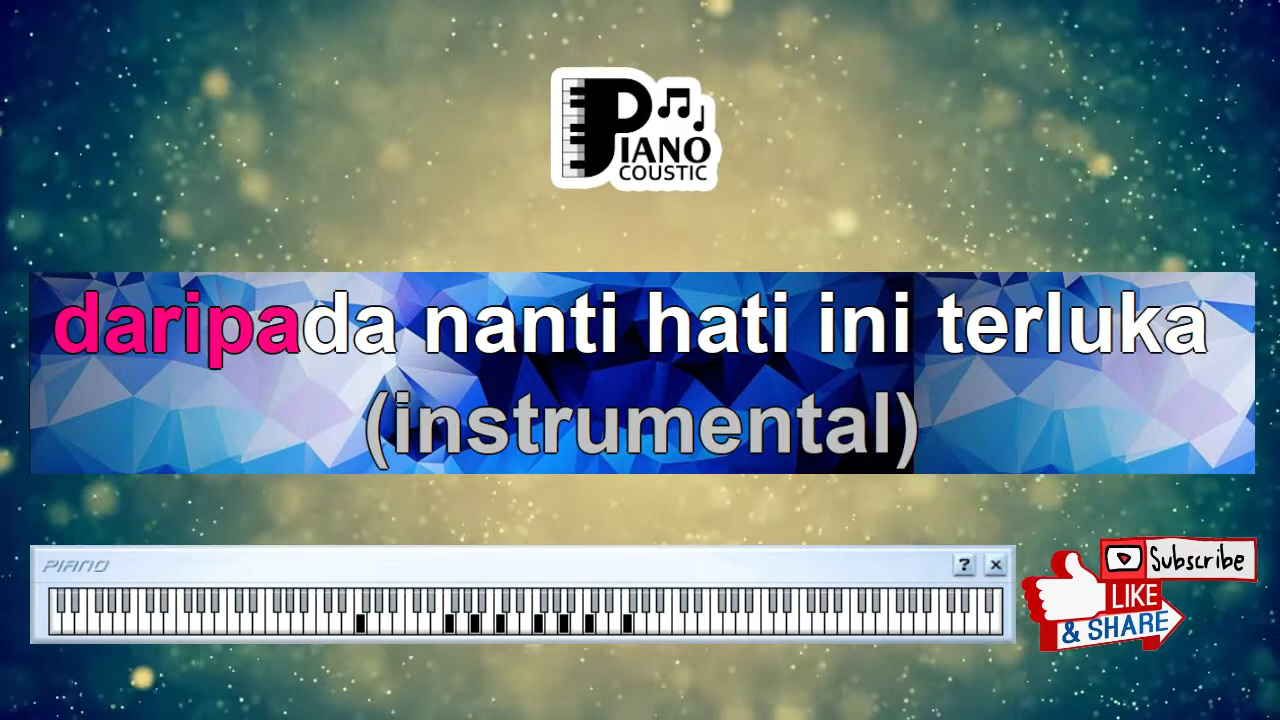 PIANO
COUSTIC
daripada nanti hati ini terluka
(instrumental)
PIANO
? ×
Subscribe
LIKE
& SHARE